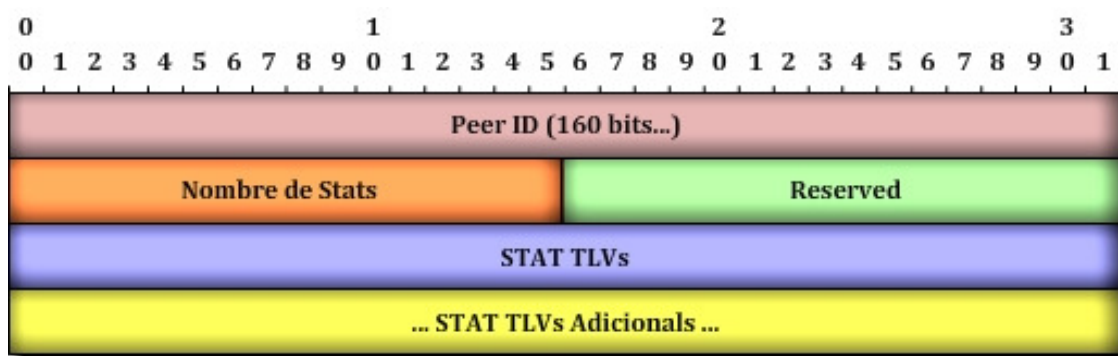 0 1 2 3
0 1 2 3 4 5 6 7 8 9 0 1 2 3 4 5 6 7 8 9 0 1 2 3 4 5 6 7 8 9 0 1
Peer ID (160 bits...)
Nombre de Stats Reserved
STAT TLVs
... STAT TLVs Adicionals ...